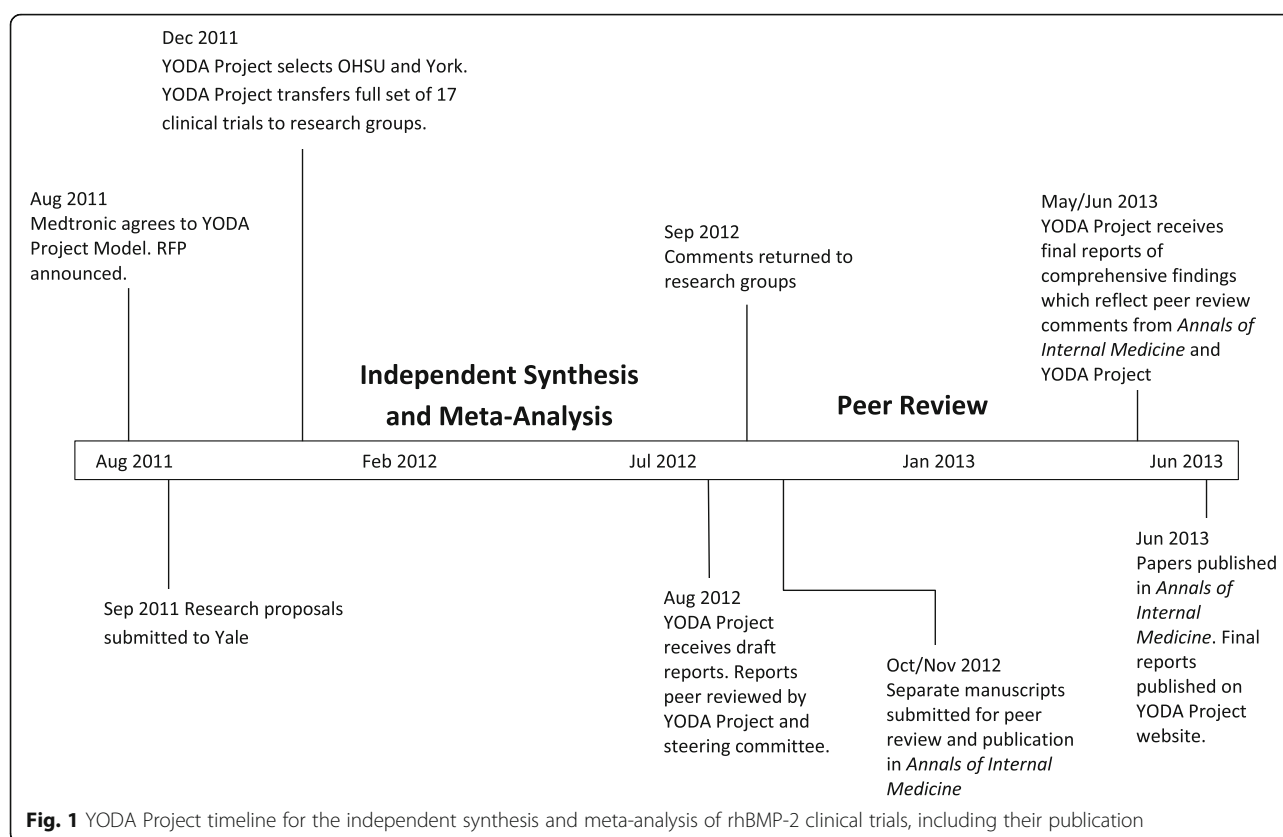 Dec 2011
YODA Project selects OHSU and York.
YODA Project transfers full set of 17
clinical trials to research groups.
Aug 2011
Medtronic agrees to YODA
Project Model. RFP
announced.
Sep 2012
Comments returned to
research groups
May/Jun 2013
YODA Project receives
final reports of
comprehensive findings
which reflect peer review
comments from Annals of
Internal Medicine and
YODA Project
Independent Synthesis
and Meta-Analysis
Peer Review
Aug 2011
Feb 2012
Jul 2012
Jan 2013
Jun 2013
Sep 2011 Research proposals
submitted to Yale
Aug 2012
YODA Project
receives draft
reports. Reports
peer reviewed by
YODA Project and
steering committee.
Oct/Nov 2012
Separate manuscripts
submitted for peer
review and publication
in Annals of Internal
Medicine
Jun 2013
Papers published
in Annals of
Internal
Medicine. Final
reports
published on
YODA Project
website.
Fig. 1 YODA Project timeline for the independent synthesis and meta-analysis of rhBMP-2 clinical trials, including their publication